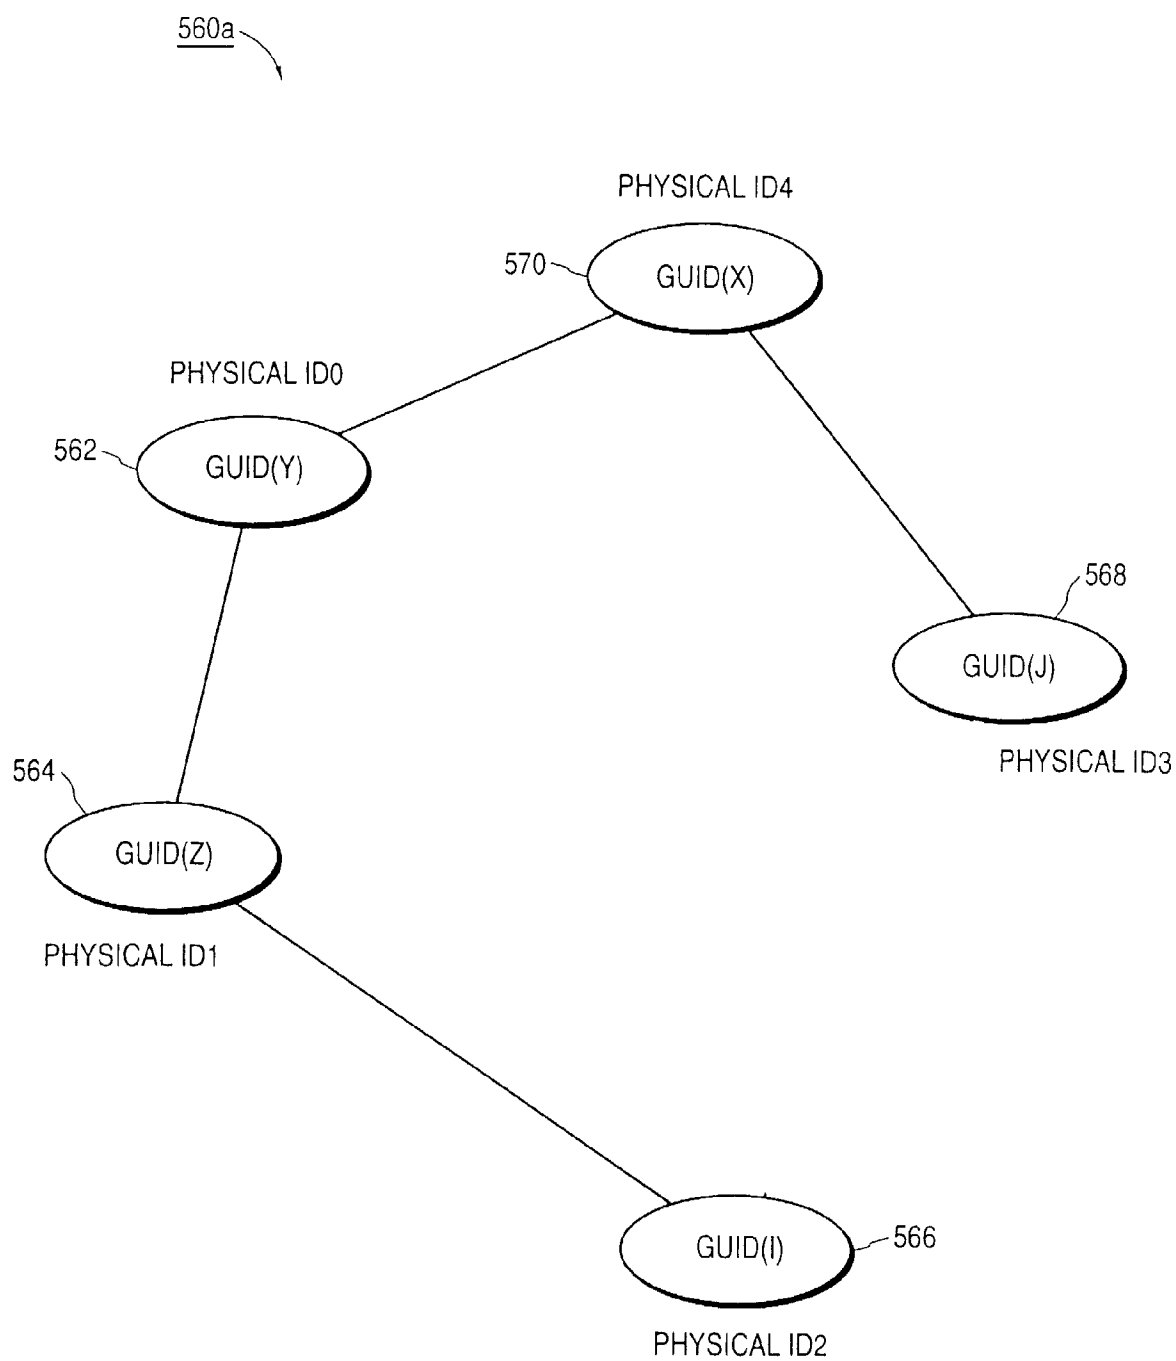 560a
PHYSICAL ID4
570
GUID(X)
PHYSICAL ID0
562
GUID(Y)
568
GUID(J)
PHYSICAL ID3
564
GUID(Z)
PHYSICAL ID1
GUID(I)
566
PHYSICAL ID2